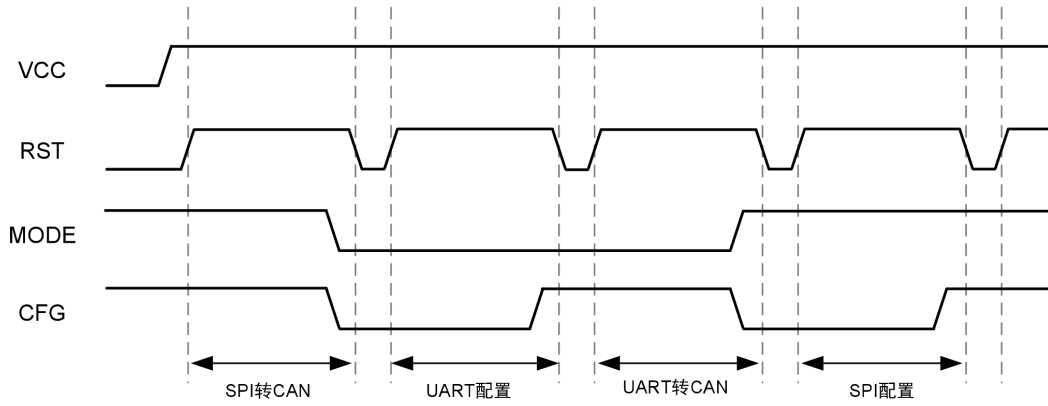 VCC
RST
MODE
CFG
SPI转CAN
UART配置
UART转CAN
SPI配置